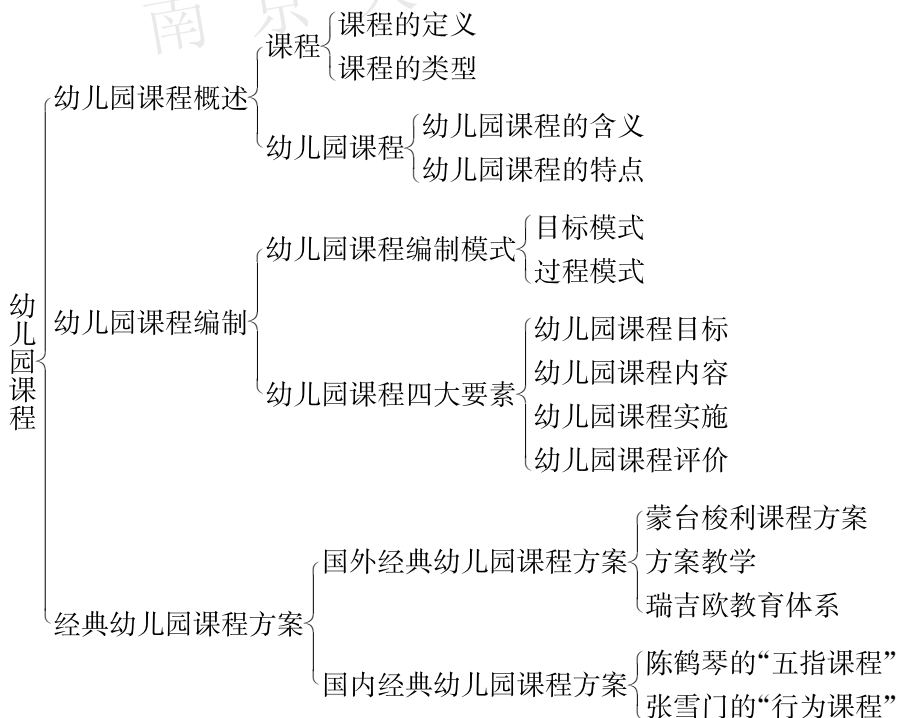 南京
课程的定义
课程
课程的类型
幼儿园课程概述
幼儿园课程的含义
幼儿园课程
幼儿园课程的特点
目标模式
幼儿园课程编制模式
过程模式
幼儿园课程
幼儿园课程编制
幼儿园课程目标
幼儿园课程内容
幼儿园课程四大要素
幼儿园课程实施
幼儿园课程评价
蒙台梭利课程方案
国外经典幼儿园课程方案
方案教学
瑞吉欧教育体系
经典幼儿园课程方案
陈鹤琴的“五指课程”
国内经典幼儿园课程方案
张雪门的“行为课程”